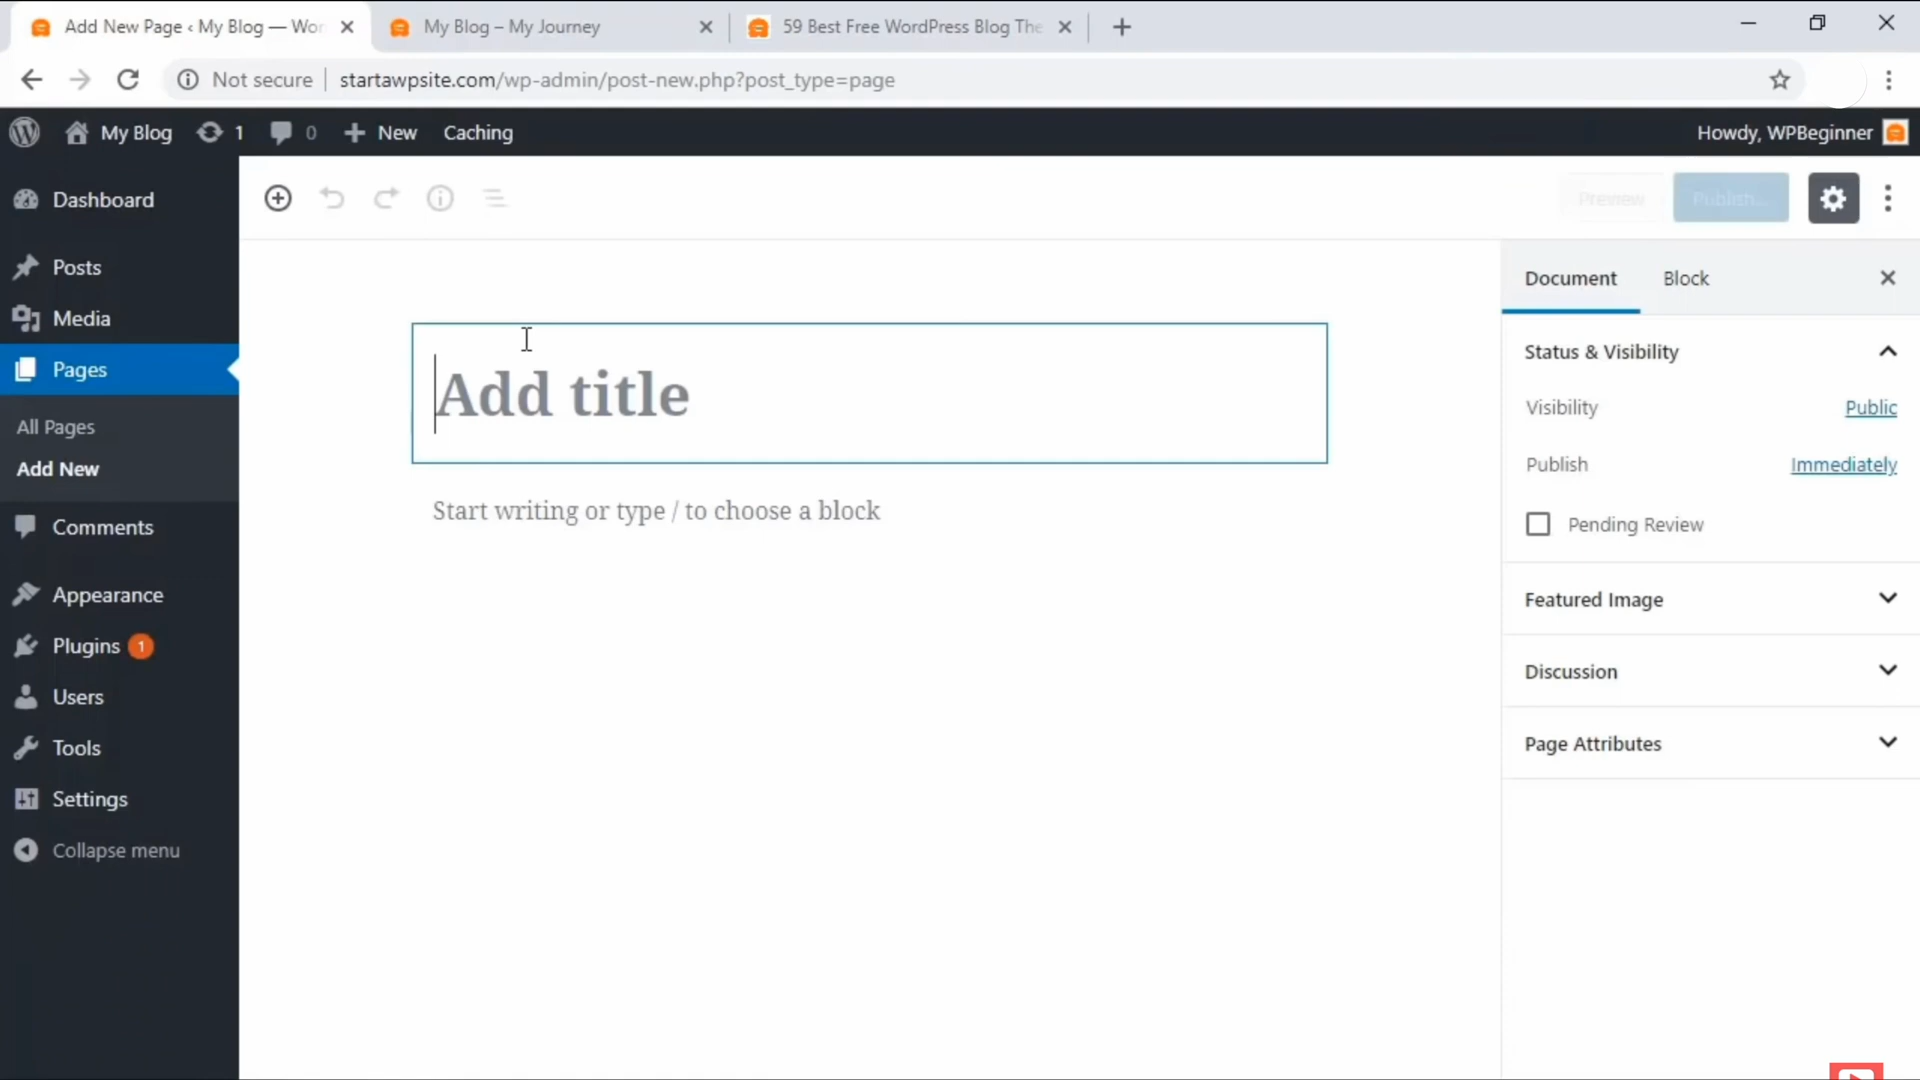 Add New Page ‹ My Blog — Wor
My Blog – My Journey
59 Best Free WordPress Blog The
Not secure
startawpsite.com/wp-admin/post-new.php?post_type=page
My Blog
1
0
New
Caching
Howdy, WPBeginner
Dashboard
Posts
Media
Pages
All Pages
Add New
Comments
Appearance
Plugins 1
Users
Tools
Settings
Collapse menu
Preview
Publish...
Add title
Start writing or type / to choose a block
Document
Block
Status & Visibility
Visibility
Public
Publish
Immediately
Pending Review
Featured Image
Discussion
Page Attributes